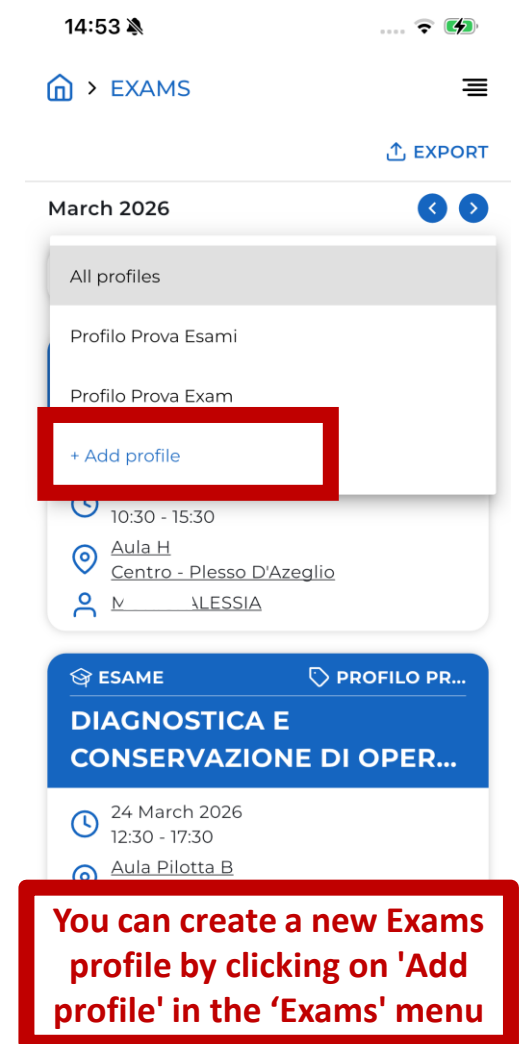 14:53
> EXAMS
EXPORT
March 2026
All profiles
Profilo Prova Esami
Profilo Prova Exam
+ Add profile
10:30 - 15:30
Aula H
Centro - Plesso D'Azeglio
ESAME
PROFILO PR...
DIAGNOSTICA E
CONSERVAZIONE DI OPER...
24 March 2026
12:30 - 17:30
Aula Pilotta B
You can create a new Exams
profile by clicking on 'Add
profile' in the ‘Exams' menu